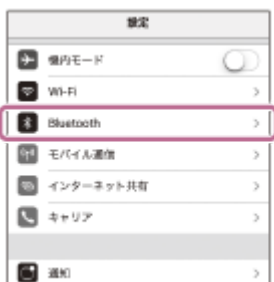 設定
機内モード
Wi-Fi
Bluetooth
モバイル通信
インターネット共有
キャリア
通知